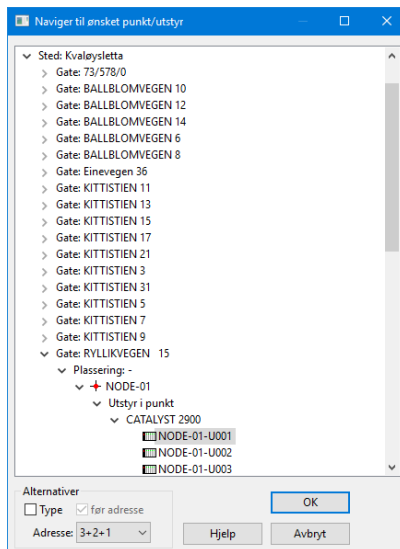 Naviger til ønsket punkt/utstyr
Sted: Kvaløysletta
Gate: 73/578/0
Gate: BALLBLOMVEGEN 10
Gate: BALLBLOMVEGEN 12
Gate: BALLBLOMVEGEN 14
Gate: BALLBLOMVEGEN 6
Gate: BALLBLOMVEGEN 8
Gate: Einevegen 36
Gate: KITTISTIEN 11
Gate: KITTISTIEN 13
Gate: KITTISTIEN 15
Gate: KITTISTIEN 17
Gate: KITTISTIEN 21
Gate: KITTISTIEN 3
Gate: KITTISTIEN 31
Gate: KITTISTIEN 5
Gate: KITTISTIEN 7
Gate: KITTISTIEN 9
Gate: RYLLIKVEGEN 15
Plassering: -
NODE-01
Utstyr i punkt
CATALYST 2900
NODE-01-U001
NODE-01-U002
NODE-01-U003
Alternativer
Type før adresse
Adresse: 3+2+1
OK
Hjelp Avbryt